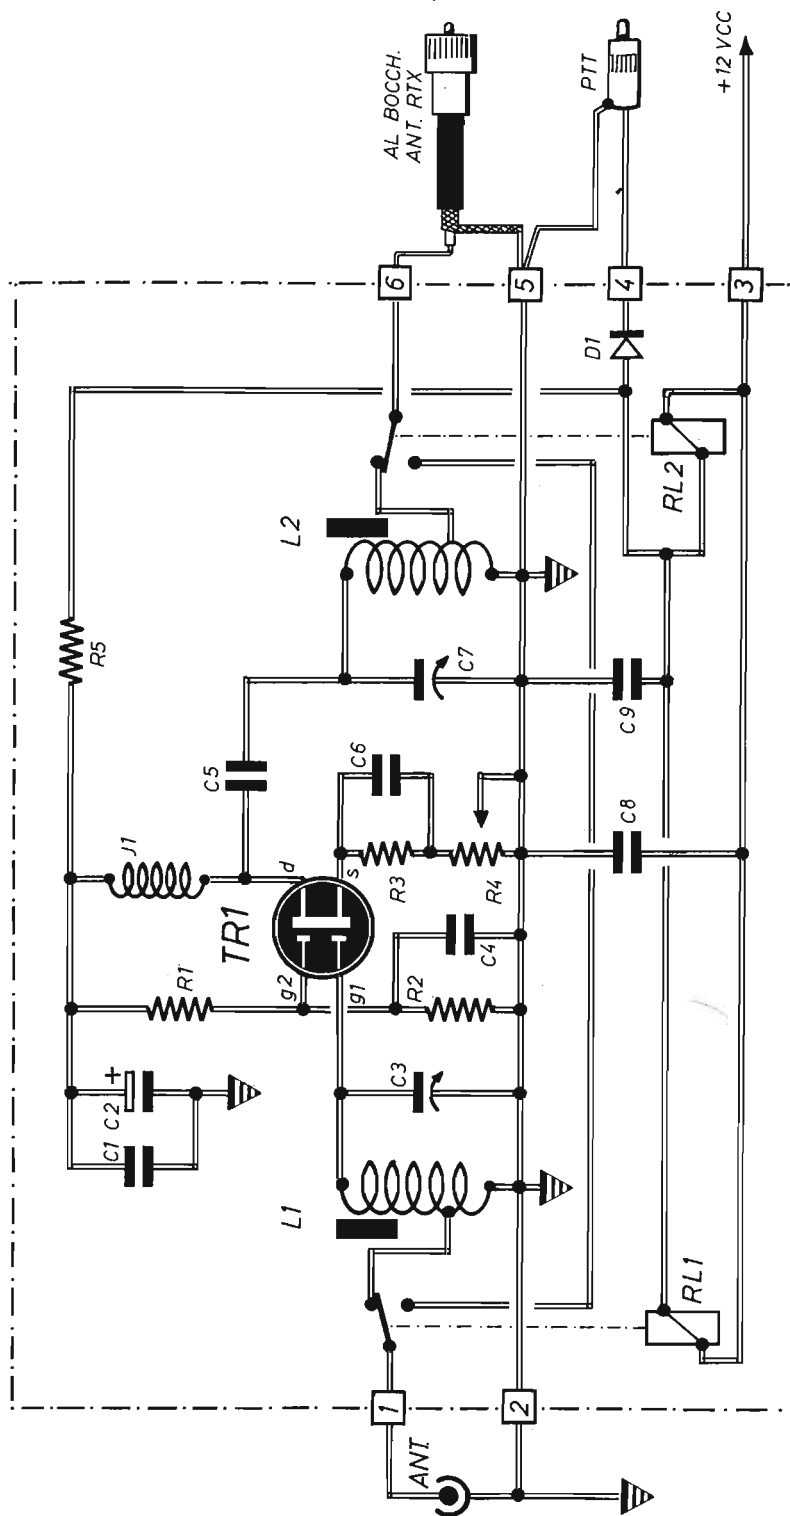 AL BOCCH.
ANT. RTX
PTT
+12 VCC
6
5
4
3
D1
R5
L2
RL2
C7
C5
C6
C9
J1
d
s
R3
R4
C8
TR1
R1
g2
g1
R2
C4
+
C2
C1
C3
L1
RL1
1
2
ANT.